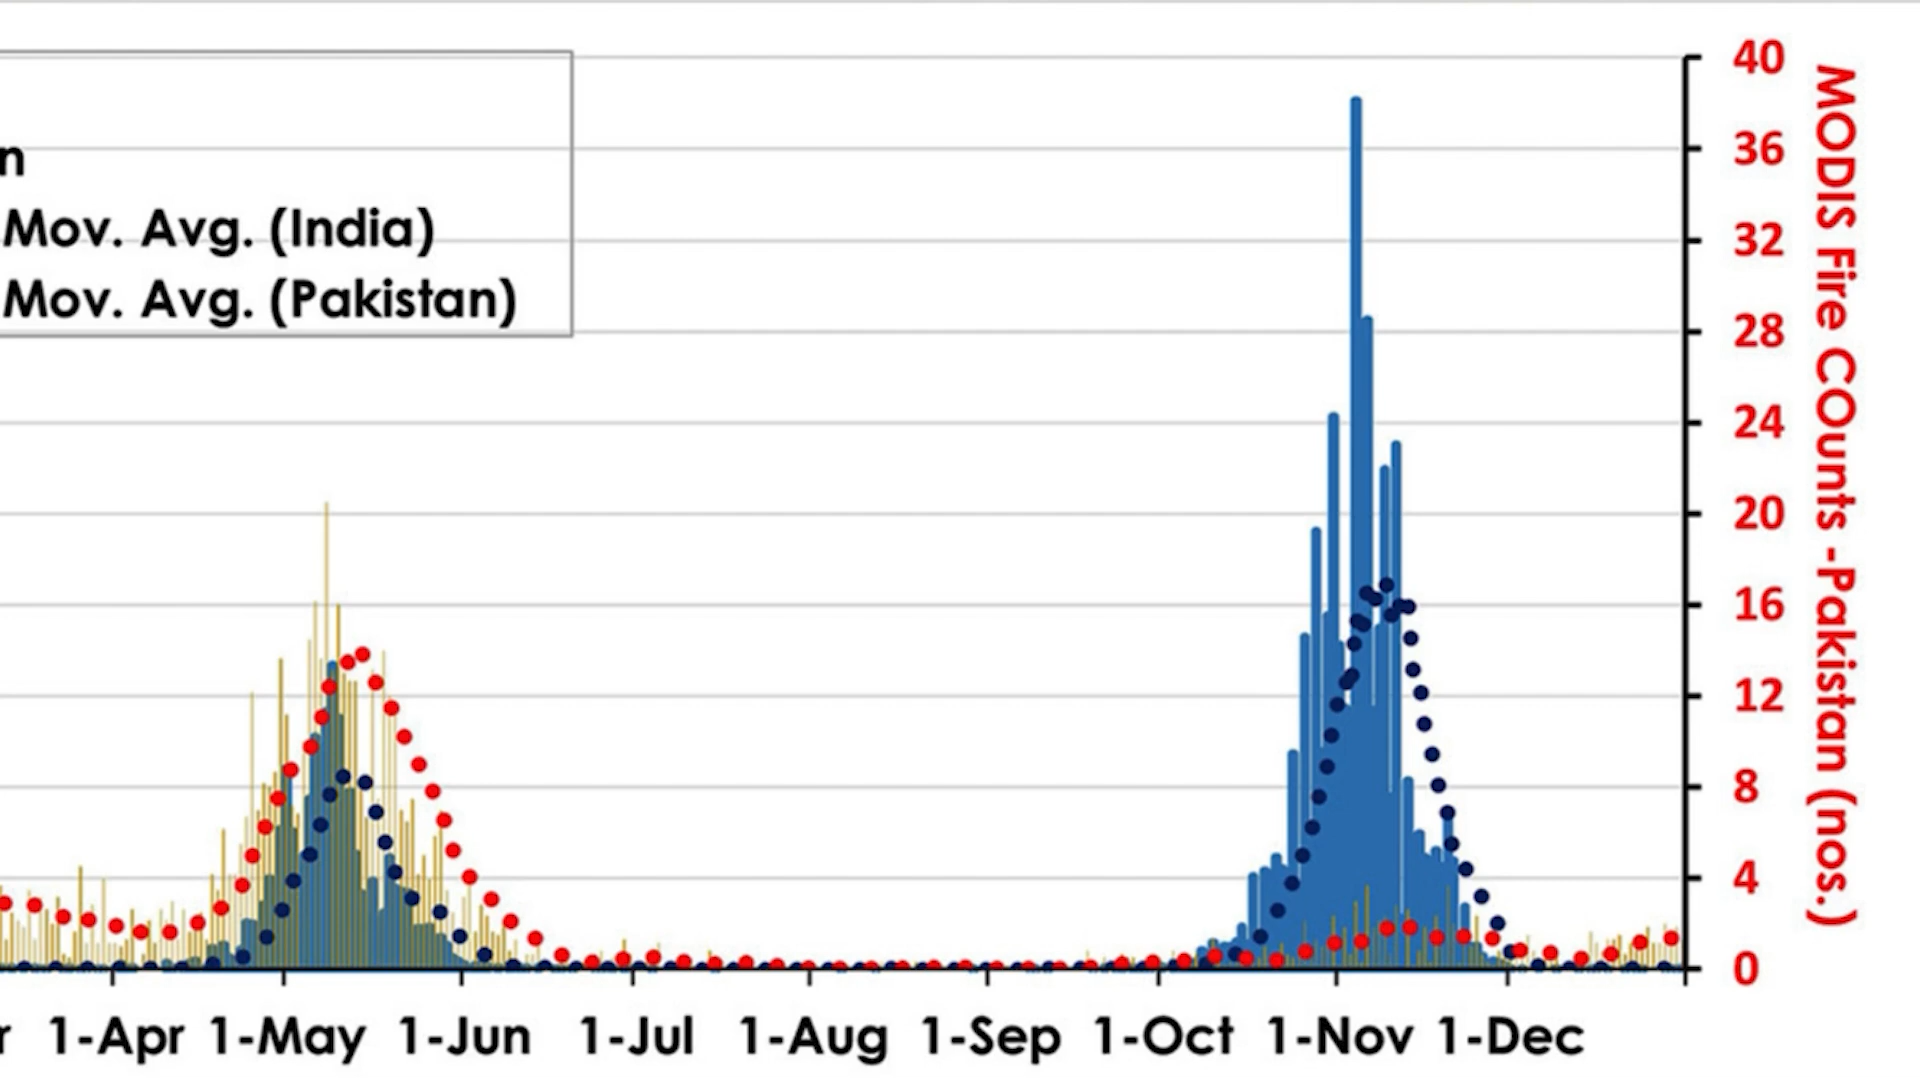 n
Mov. Avg. (India)
Mov. Avg. (Pakistan)
40
36
32
28
24
20
16
12
8
4
0
MODIS Fire COunts -Pakistan (nos.)
r 1-Apr 1-May 1-Jun 1-Jul 1-Aug 1-Sep 1-Oct 1-Nov 1-Dec